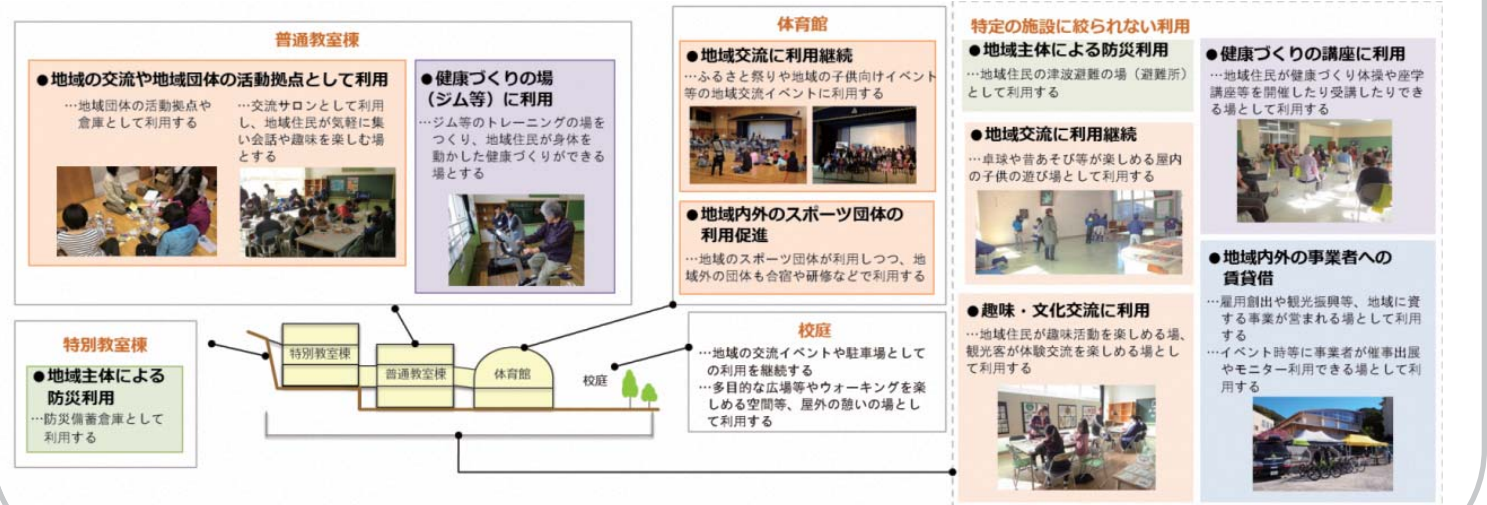 普通教室棟
●地域の交流や地域団体の活動拠点として利用
…地域団体の活動拠点や
倉庫として利用する
…交流サロンとして利用
し、地域住民が気軽に集
い会話や趣味を楽しむ場
とする
●健康づくりの場
（ジム等）に利用
…ジム等のトレーニングの場を
つくり、地域住民が身体を
動かした健康づくりができる
場とする
体育館
●地域交流に利用継続
…ふるさと祭りや地域の子供向けイベント
等の地域交流イベントに利用する
●地域内外のスポーツ団体の
利用促進
…地域のスポーツ団体が利用しつつ、地
域外の団体も合宿や研修などで利用する
特定の施設に絞られない利用
●地域主体による防災利用
…地域住民の津波避難の場（避難所）
として利用する
●地域交流に利用継続
…卓球や昔あそび等が楽しめる屋内
の子供の遊び場として利用する
●趣味・文化交流に利用
…地域住民が趣味活動を楽しめる場、
観光客が体験交流を楽しめる場とし
て利用する
●健康づくりの講座に利用
…地域住民が健康づくり体操や座学
講座等を開催したり受講したりでき
る場として利用する
●地域内外の事業者への
賃貸借
…雇用創出や観光振興等、地域に資
する事業が営まれる場として利用
する
…イベント時等に事業者が催事出展
やモニター利用できる場として利
用する
特別教室棟
●地域主体による
防災利用
…防災備蓄倉庫として
利用する
特別教室棟
普通教室棟
体育館
校庭
校庭
…地域の交流イベントや駐車場として
の利用を継続する
…多目的な広場等やウォーキングを楽
しめる空間等、屋外の憩いの場とし
て利用する